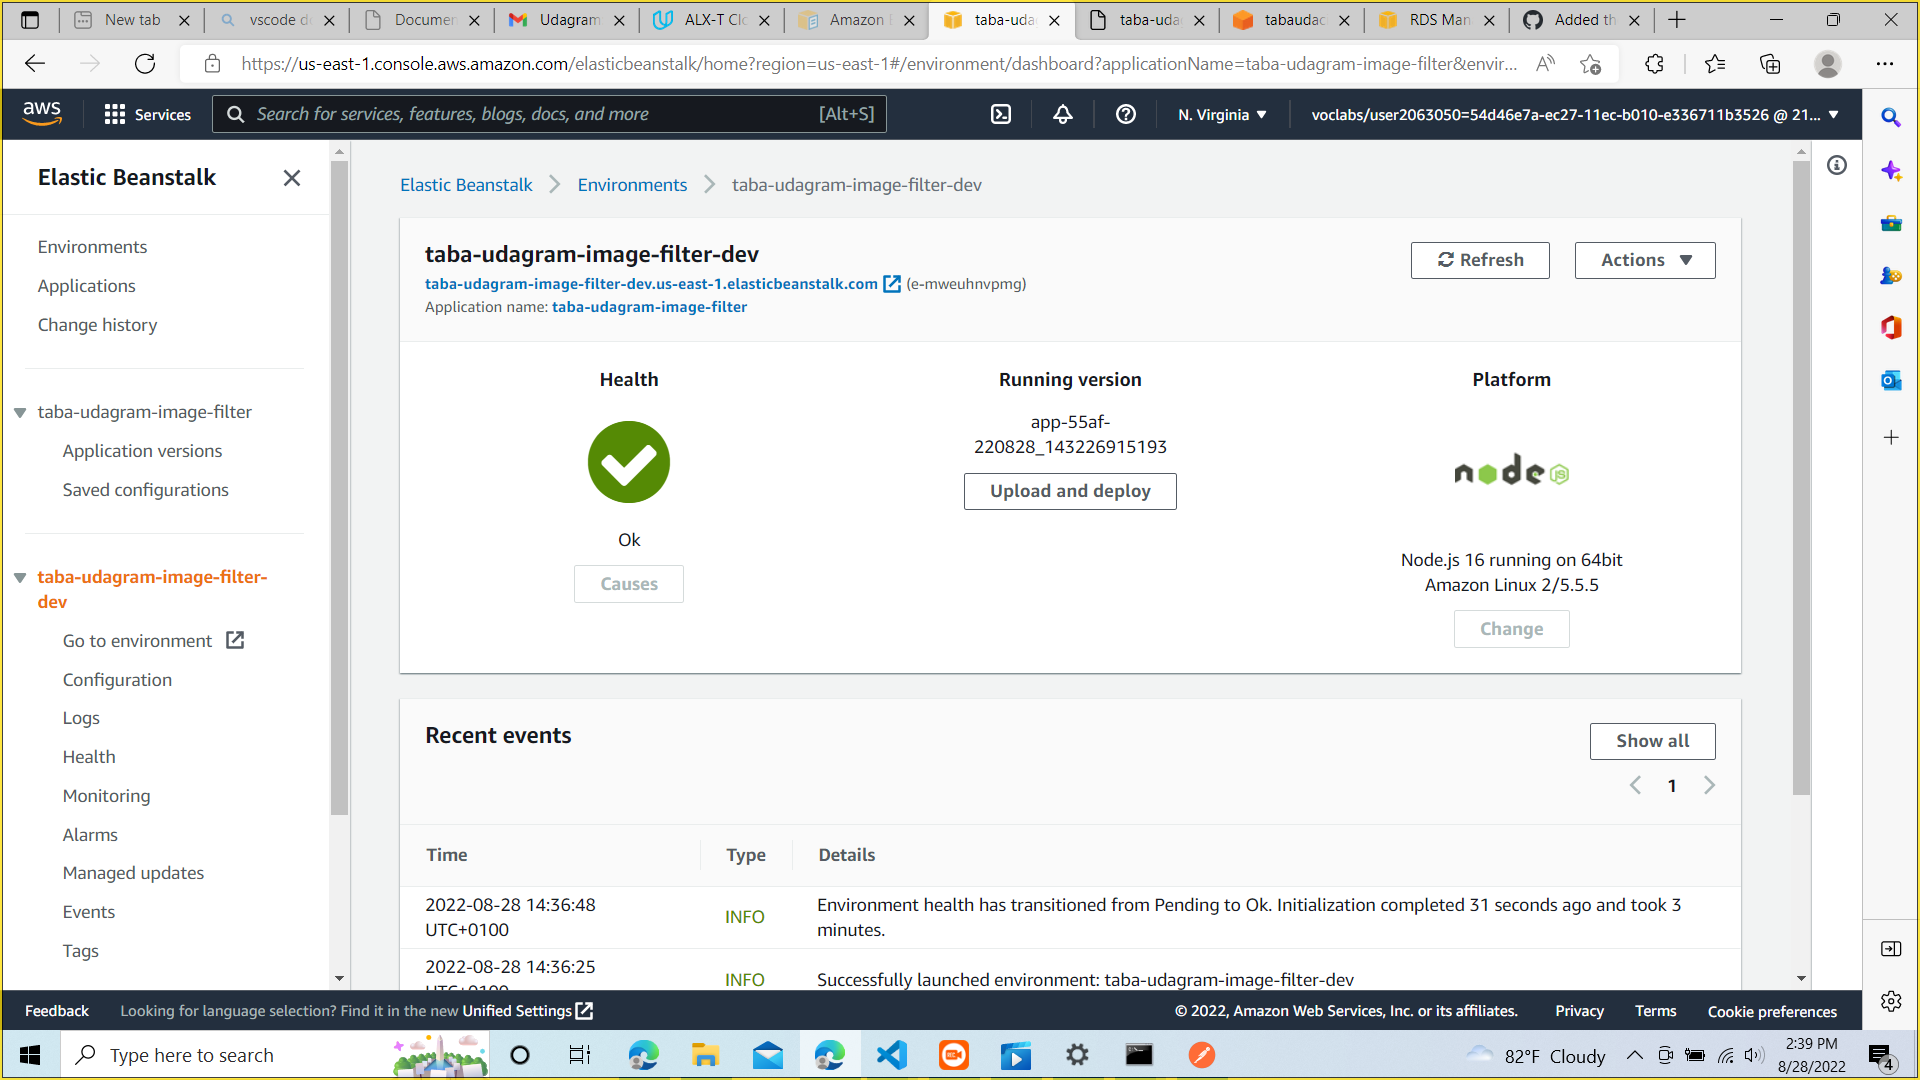 New tab
vscode d
Documen
Udagram
ALX-T Cl
Amazon
taba-uda
taba-uda
tabaudac
RDS Man
Added th
https://us-east-1.console.aws.amazon.com/elasticbeanstalk/home?region=us-east-1#/environment/dashboard?applicationName=taba-udagram-image-filter&envir...
aws
Services
Search for services, features, blogs, docs, and more
[Alt+S]
N. Virginia
voclabs/user2063050=54d46e7a-ec27-11ec-b010-e336711b3526 @ 21...
Elastic Beanstalk
Environments
Applications
Change history
taba-udagram-image-filter
Application versions
Saved configurations
taba-udagram-image-filter-
dev
Go to environment
Configuration
Logs
Health
Monitoring
Alarms
Managed updates
Events
Tags
Elastic Beanstalk
Environments
taba-udagram-image-filter-dev
taba-udagram-image-filter-dev
taba-udagram-image-filter-dev.us-east-1.elasticbeanstalk.com (e-mweuhnvpmg)
Application name: taba-udagram-image-filter
Refresh
Actions
Health
Ok
Causes
Running version
app-55af-
220828_143226915193
Upload and deploy
Platform
node JS
Node.js 16 running on 64bit
Amazon Linux 2/5.5.5
Change
Recent events
Show all
1
Time
Type
Details
2022-08-28 14:36:48
UTC+0100
INFO
Environment health has transitioned from Pending to Ok. Initialization completed 31 seconds ago and took 3
minutes.
2022-08-28 14:36:25
UTC+0100
INFO
Successfully launched environment: taba-udagram-image-filter-dev
Feedback
Looking for language selection? Find it in the new Unified Settings
© 2022, Amazon Web Services, Inc. or its affiliates.
Privacy
Terms
Cookie preferences
Type here to search
82°F Cloudy
2:39 PM
8/28/2022
4